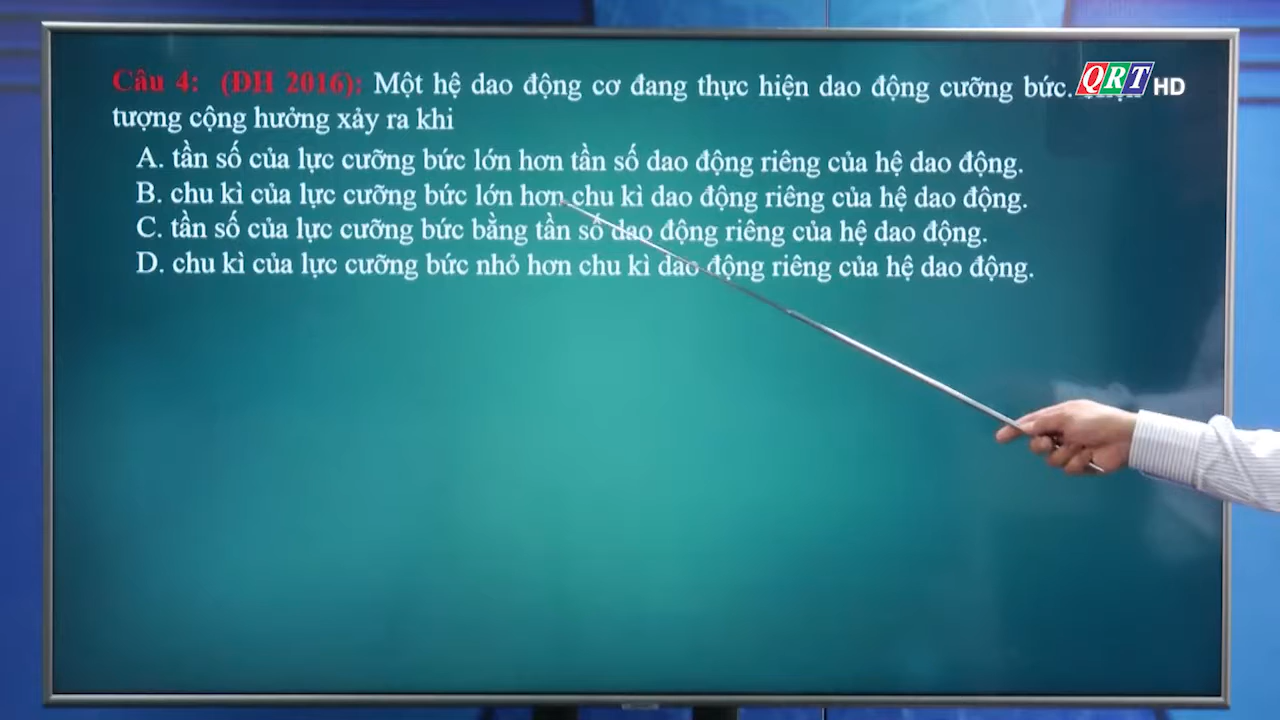 Câu 4: (ĐH 2016): Một hệ dao động cơ đang thực hiện dao động cưỡng bức.
tượng cộng hưởng xảy ra khi
A. tần số của lực cưỡng bức lớn hơn tần số dao động riêng của hệ dao động.
B. chu kì của lực cưỡng bức lớn hơn chu kì dao động riêng của hệ dao động.
C. tần số của lực cưỡng bức bằng tần số dao động riêng của hệ dao động.
D. chu kì của lực cưỡng bức nhỏ hơn chu kì dao động riêng của hệ dao động.
QRT HD